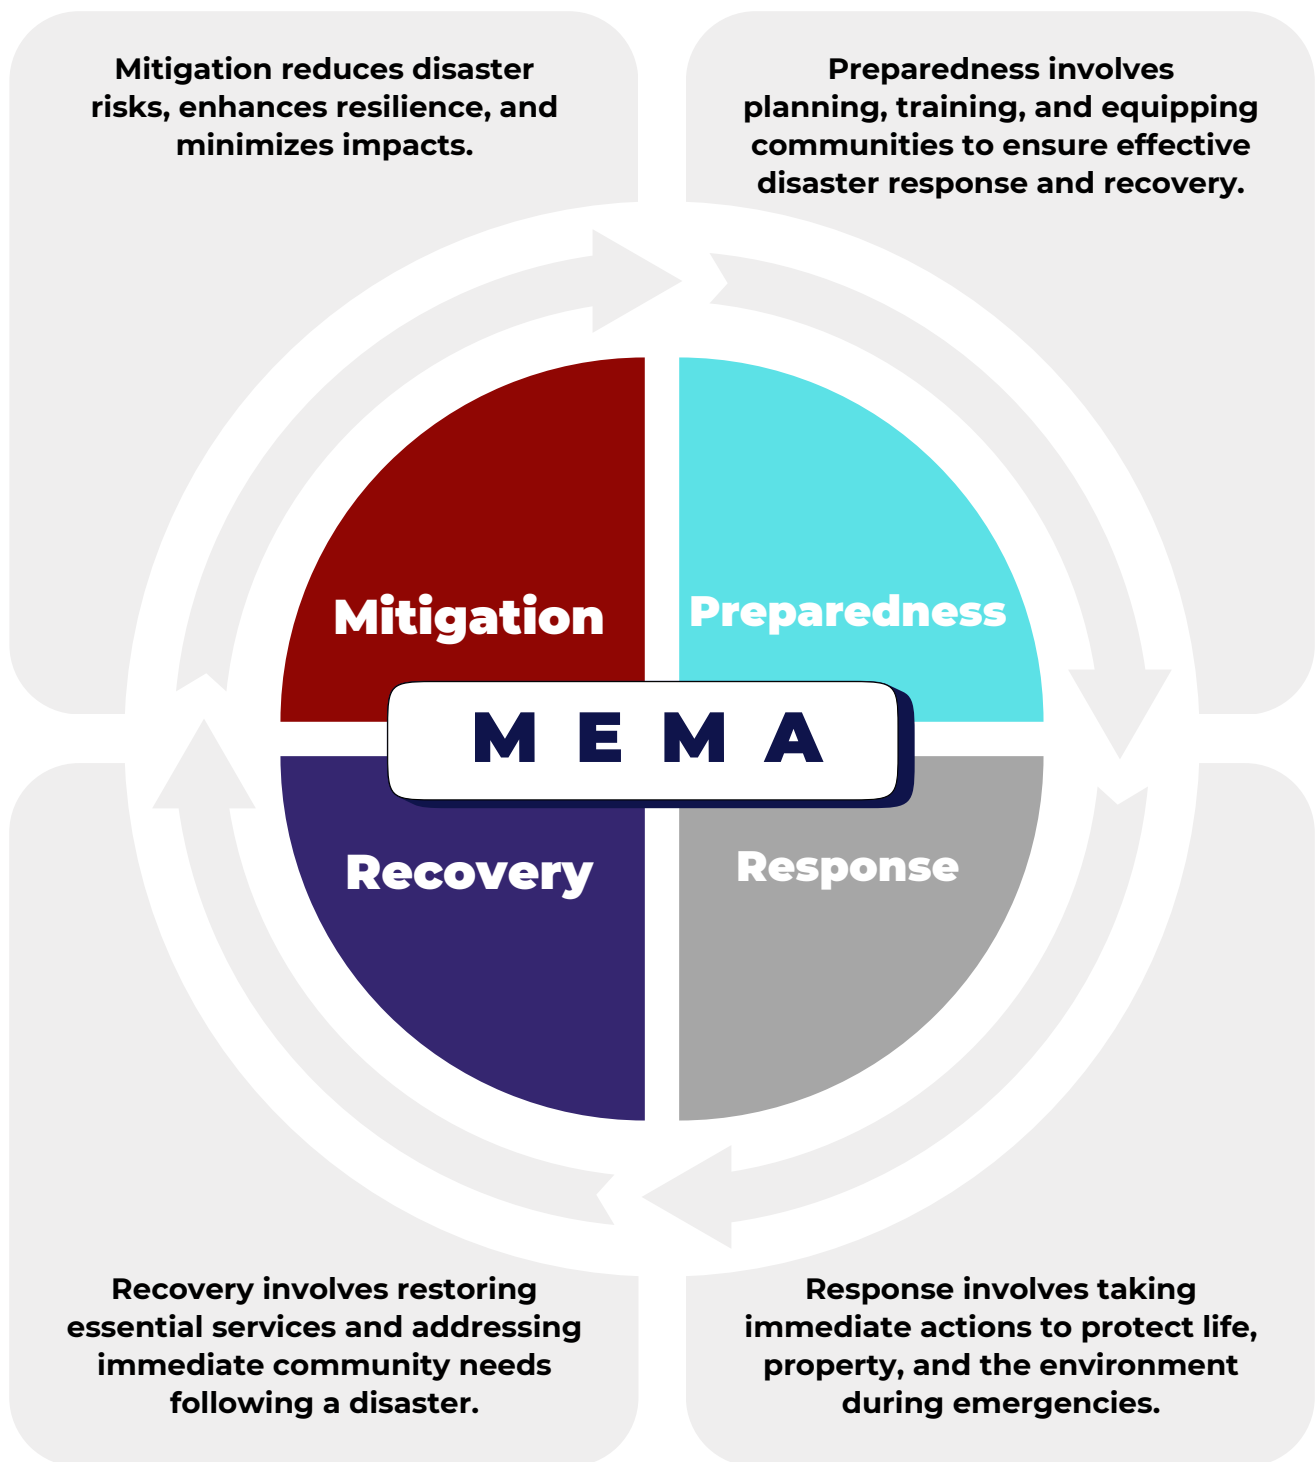 Mitigation reduces disaster
risks, enhances resilience, and
minimizes impacts.
Preparedness involves
planning, training, and equipping
communities to ensure effective
disaster response and recovery.
Mitigation
Preparedness
M E M A
Recovery
Response
Recovery involves restoring
essential services and addressing
immediate community needs
following a disaster.
Response involves taking
immediate actions to protect life,
property, and the environment
during emergencies.